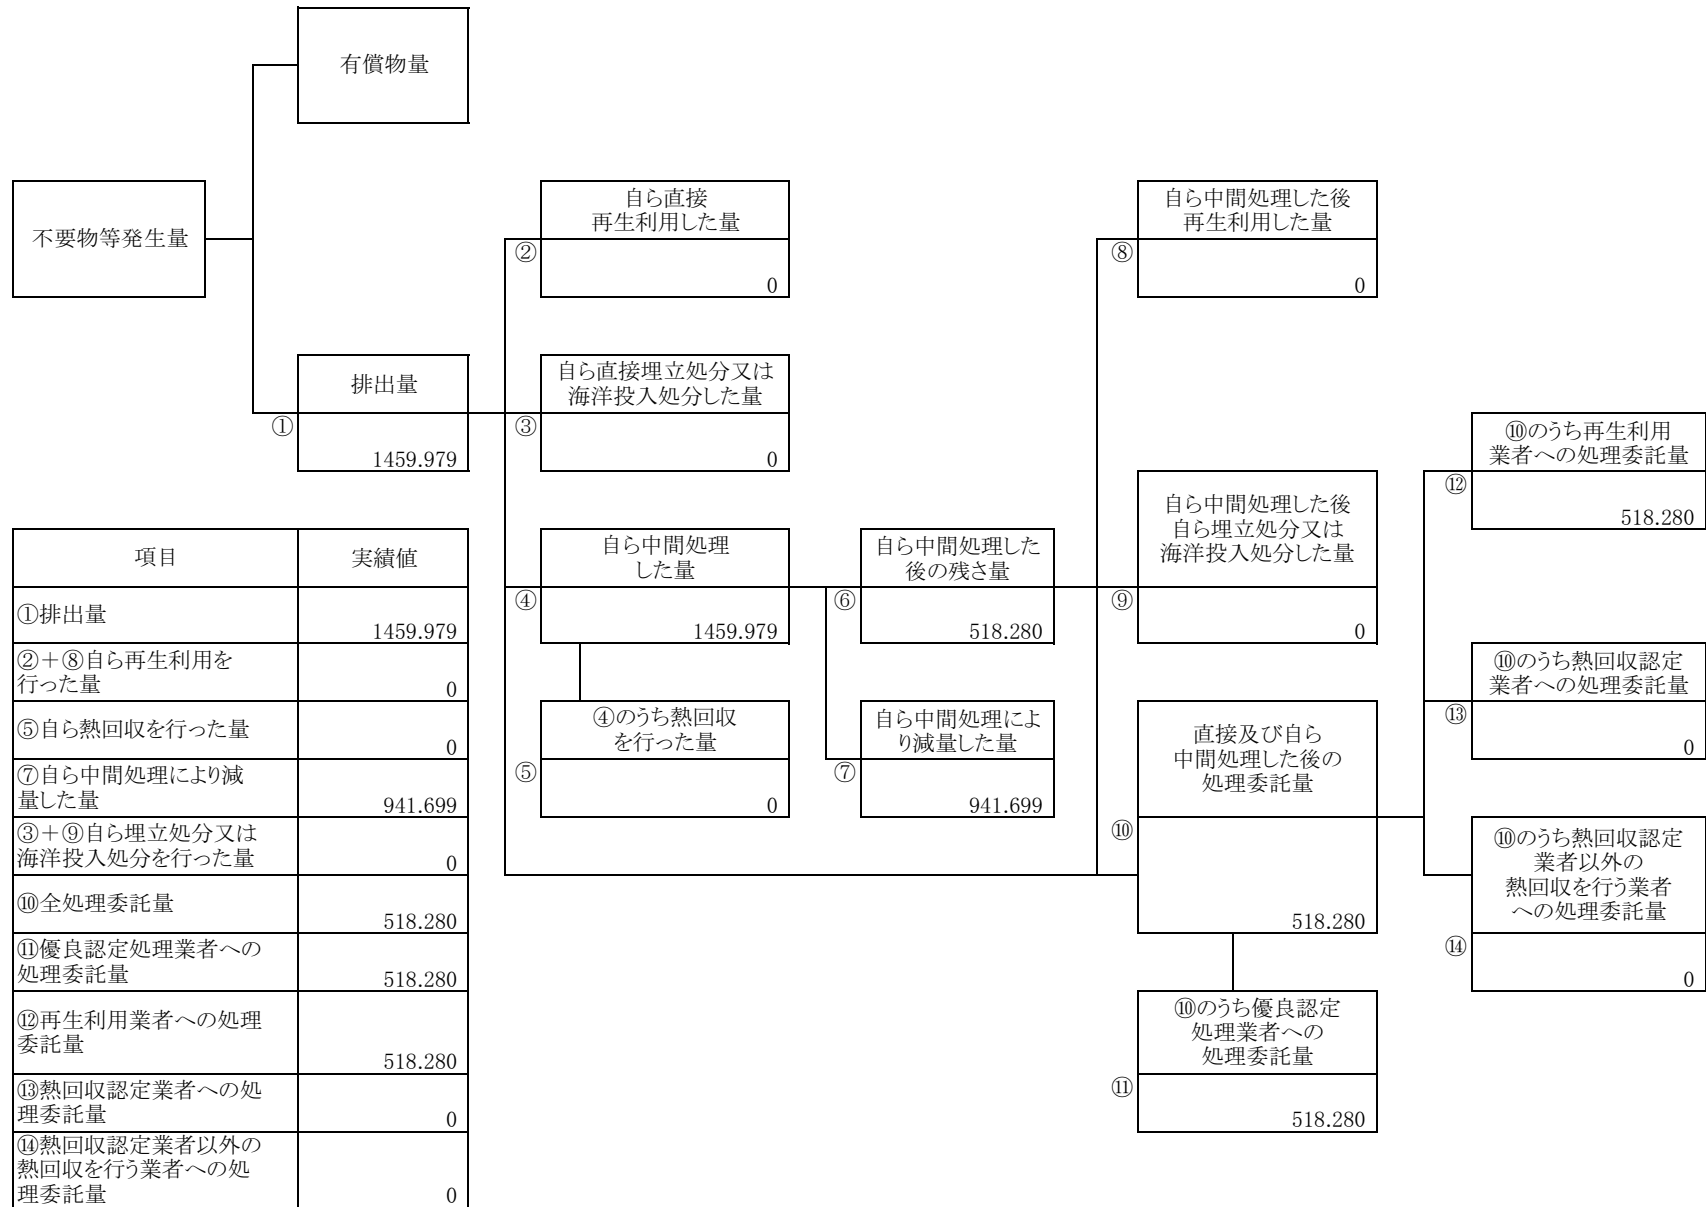 有償物量
不要物等発生量
自ら直接
再生利用した量
②
0
自ら中間処理した後
再生利用した量
⑧
0
排出量
①
1459.979
自ら直接埋立処分又は
海洋投入処分した量
③
0
⑩のうち再生利用
業者への処理委託量
⑫
518.280
自ら中間処理
した量
④
1459.979
自ら中間処理した
後の残さ量
⑥
518.280
自ら中間処理した後
自ら埋立処分又は
海洋投入処分した量
⑨
0
⑩のうち熱回収認定
業者への処理委託量
⑬
0
④のうち熱回収
を行った量
⑤
0
自ら中間処理によ
り減量した量
⑦
941.699
直接及び自ら
中間処理した後の
処理委託量
⑩
518.280
⑩のうち熱回収認定
業者以外の
熱回収を行う業者
への処理委託量
⑭
0
⑩のうち優良認定
処理業者への
処理委託量
⑪
518.280
項目 実績値
①排出量 1459.979
②+⑧自ら再生利用を
行った量 0
⑤自ら熱回収を行った量 0
⑦自ら中間処理により減
量した量 941.699
③+⑨自ら埋立処分又は
海洋投入処分を行った量 0
⑩全処理委託量 518.280
⑪優良認定処理業者への
処理委託量 518.280
⑫再生利用業者への処理
委託量 518.280
⑬熱回収認定業者への処
理委託量 0
⑭熱回収認定業者以外の
熱回収を行う業者への処
理委託量 0